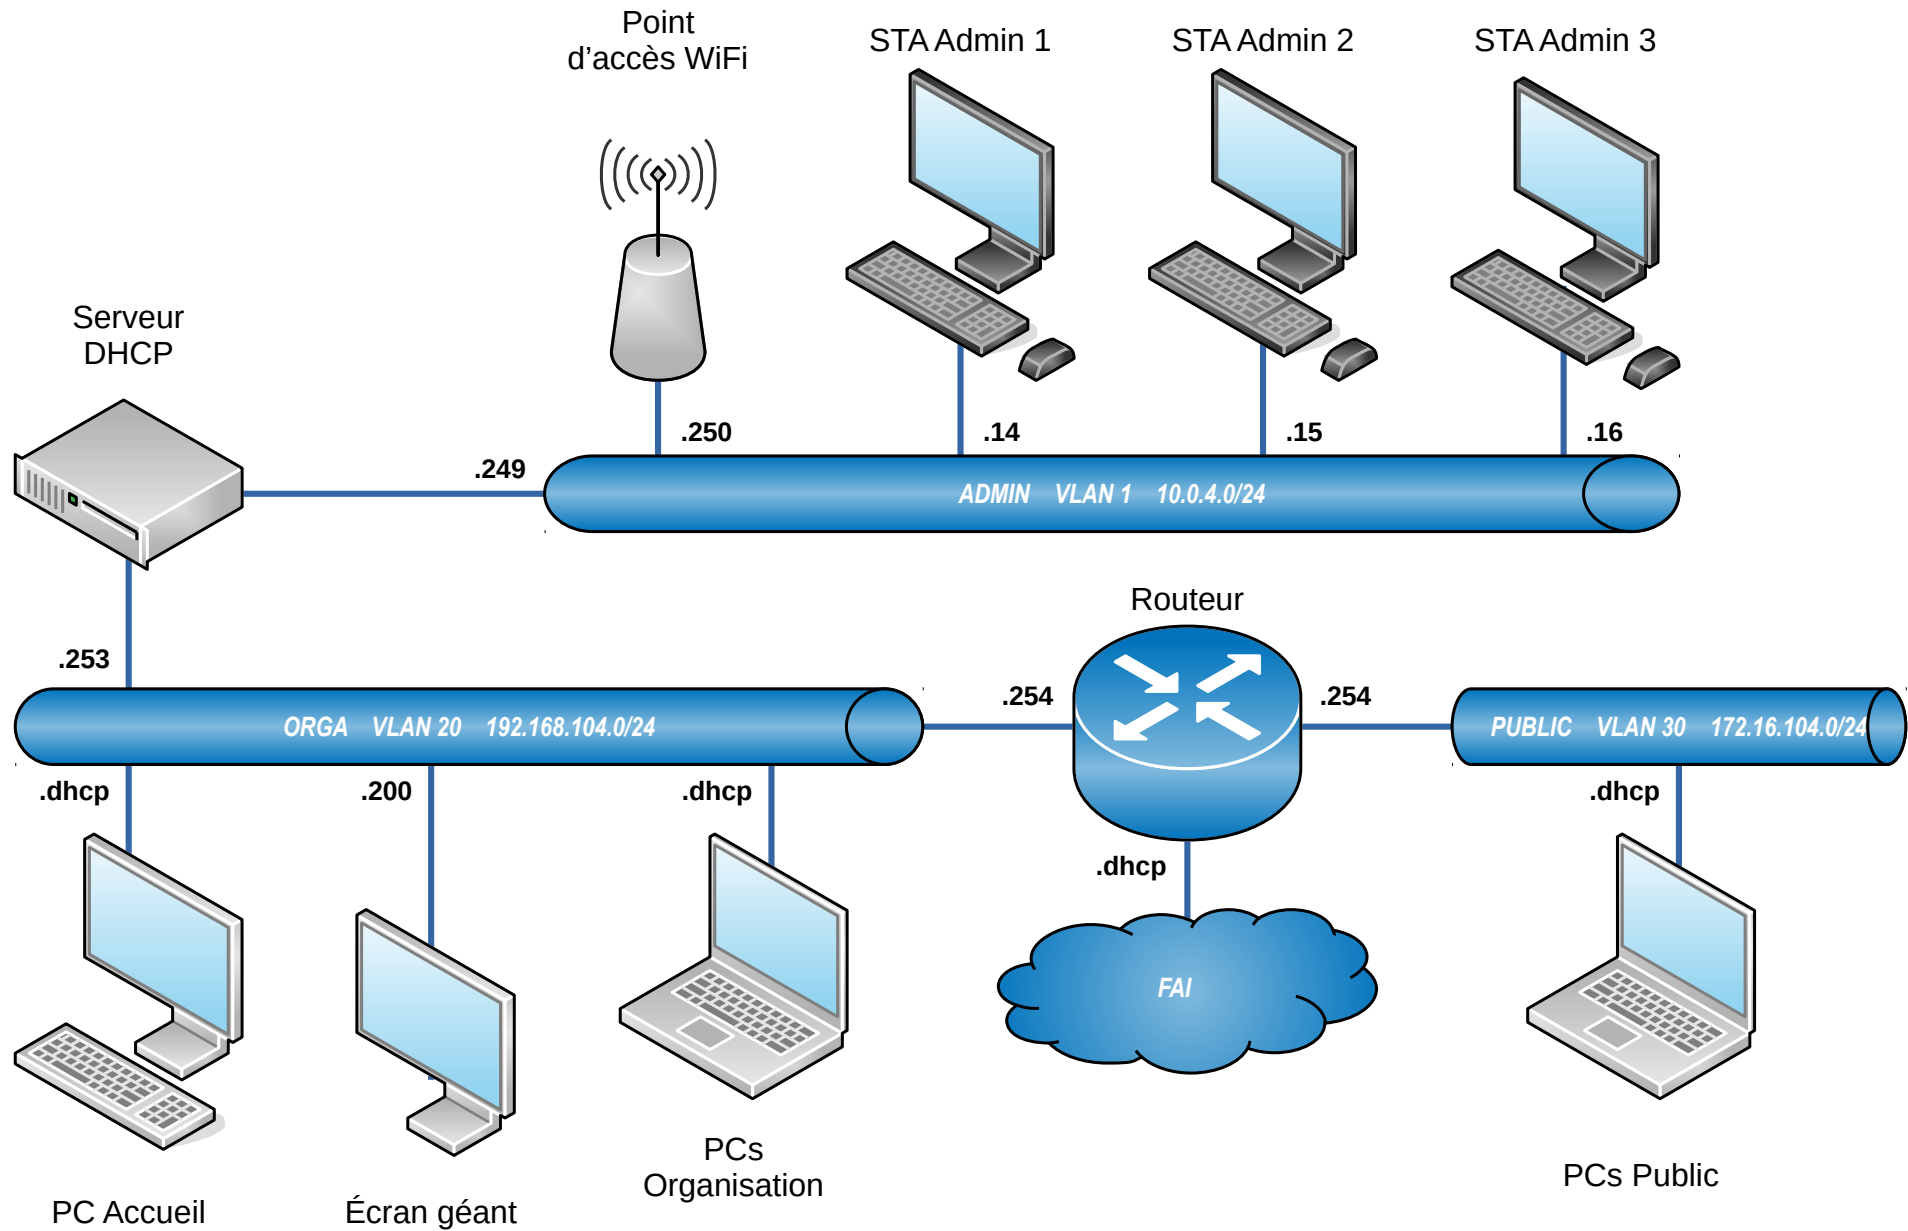 Point
d’accès WiFi
STA Admin 1
STA Admin 2
STA Admin 3
Serveur
DHCP
.250
.14
.15
.16
.249
ADMIN VLAN 1 10.0.4.0/24
Routeur
.253
.254
.254
ORGA VLAN 20 192.168.104.0/24
PUBLIC VLAN 30 172.16.104.0/24
.dhcp
.200
.dhcp
.dhcp
.dhcp
FAI
PCs
Organisation
PCs Public
PC Accueil
Écran géant